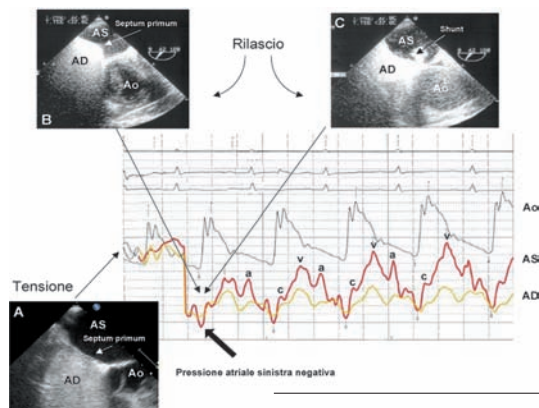 AS
Septum primum
AD
Ao
B
Rilascio
C
AS
Shunt
AD
Ao
Ao
AS
AD
v
a
c
v
a
c
v
a
c
v
Tensione
A
AS
Septum primum
AD
Ao
Pressione atriale sinistra negativa